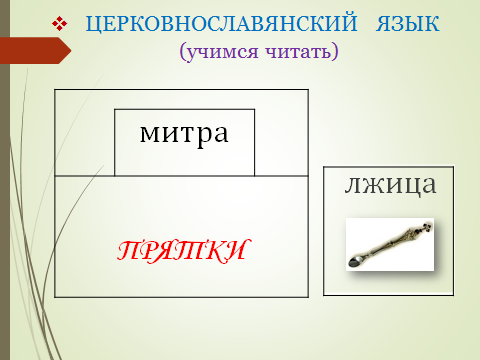 ЦЕРКОВНОСЛАВЯНСКИЙ ЯЗЫК
(учимся читать)
митра
лжица
ПРЯТКИ